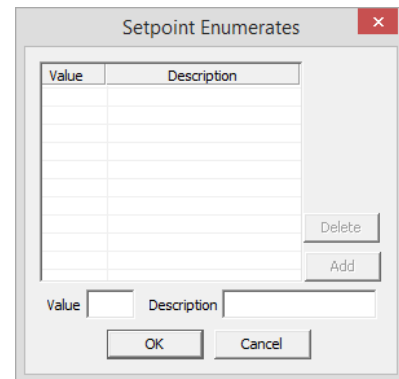 Setpoint Enumerates
Value Description
Delete
Add
Value Description
OK Cancel